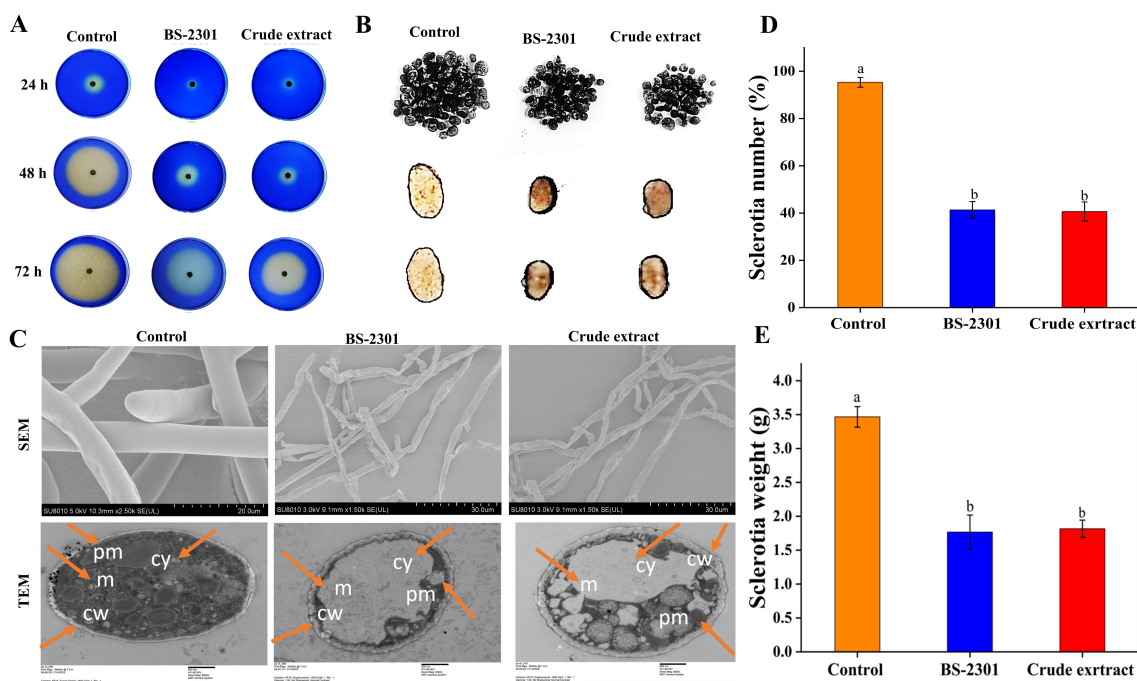 A
Control
BS-2301
Crude extract
24 h
48 h
72 h
B
Control
BS-2301
Crude extract
C
Control
BS-2301
Crude extract
SEM
SU8010 5.0kV 10.3mm x2.50k SE(UL)
20.0um
SU8010 3.0kV 9.1mm x1.50k SE(UL)
30.0um
SU8010 3.0kV 9.1mm x1.50k SE(UL)
30.0um
TEM
pm
cy
m
cw
cy
m
pm
cw
cw
cy
m
pm
D
Sclerotia number (%)
100
80
60
40
20
0
a
b
b
Control
BS-2301
Crude exrtract
E
Sclerotia weight (g)
4.0
3.5
3.0
2.5
2.0
1.5
1.0
0.5
0.0
a
b
b
Control
BS-2301
Crude exrtract